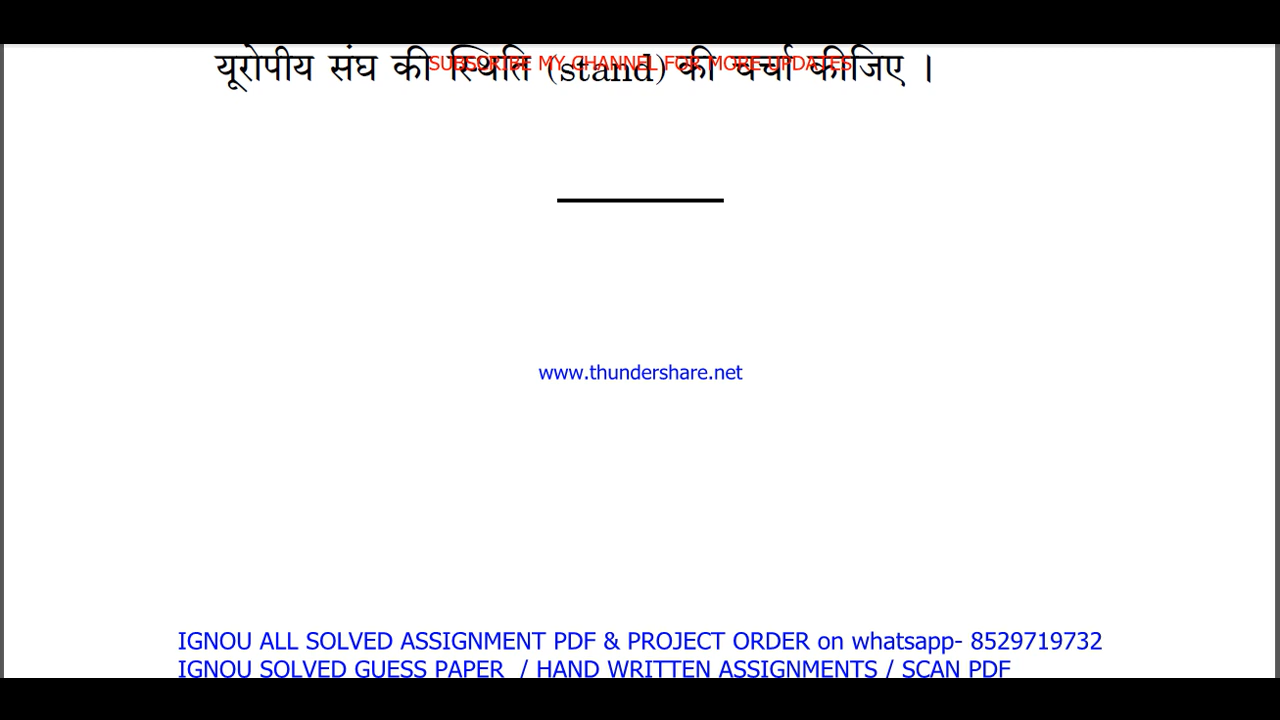 यूरोपीय संघ की स्थिति (stand) की चर्चा कीजिए ।
SUBSCRIBE MY CHANNEL FOR MORE UPDATES
www.thundershare.net
IGNOU ALL SOLVED ASSIGNMENT PDF & PROJECT ORDER on whatsapp- 8529719732
IGNOU SOLVED GUESS PAPER / HAND WRITTEN ASSIGNMENTS / SCAN PDF